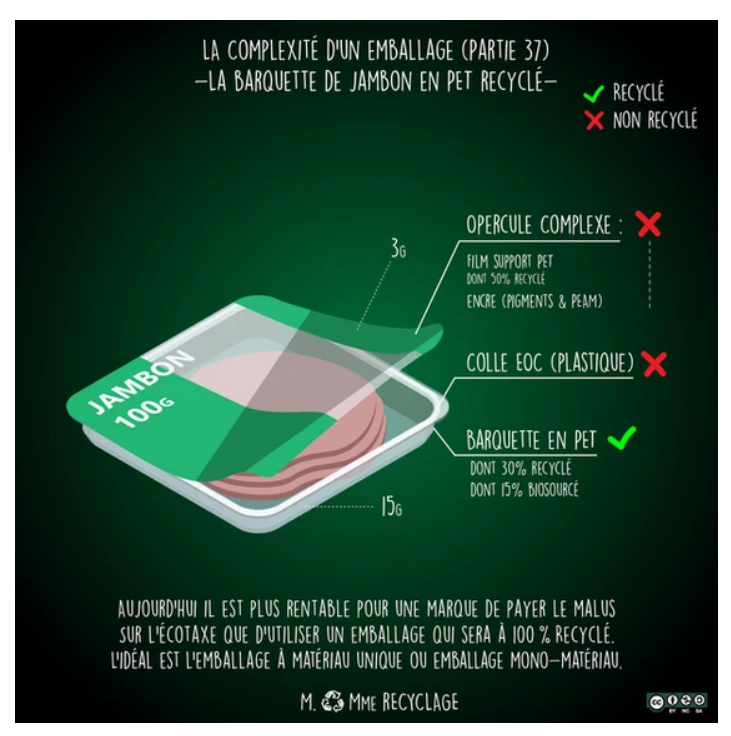 LA COMPLEXITÉ D'UN EMBALLAGE (PARTIE 37)
–LA BARQUETTE DE JAMBON EN PET RECYCLÉ–
RECYCLÉ
NON RECYCLÉ
OPERCULE COMPLEXE :
3G
FILM SUPPORT PET
DONT 50% RECYCLÉ
ENCRE (PIGMENTS & PEAM)
JAMBON
100G
COLLE EOC (PLASTIQUE)
BARQUETTE EN PET
DONT 30% RECYCLÉ
DONT 15% BIOSOURCÉ
15G
AUJOURD'HUI IL EST PLUS RENTABLE POUR UNE MARQUE DE PAYER LE MALUS
SUR L'ÉCOTAXE QUE D'UTILISER UN EMBALLAGE QUI SERA À 100 % RECYCLÉ.
L'IDÉAL EST L'EMBALLAGE À MATÉRIAU UNIQUE OU EMBALLAGE MONO–MATÉRIAU.
M. MME RECYCLAGE
CC
BY NC SA